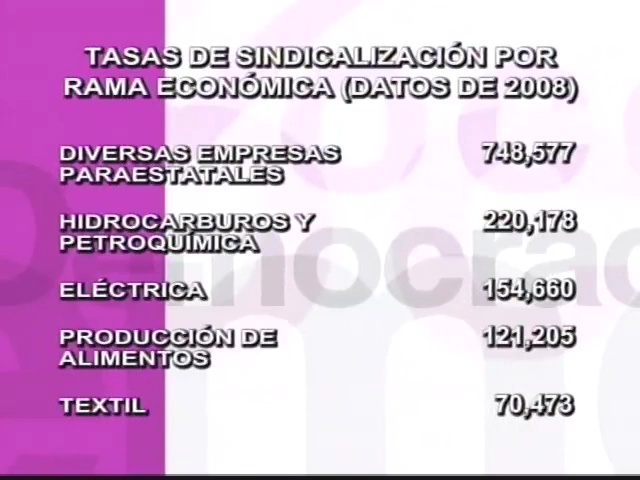 TASAS DE SINDICALIZACIÓN POR
RAMA ECONÓMICA (DATOS DE 2008)
DIVERSAS EMPRESAS 748,577
PARAESTATALES
HIDROCARBUROS Y 220,178
PETROQUÍMICA
ELÉCTRICA 154,660
PRODUCCIÓN DE 121,205
ALIMENTOS
TEXTIL 70,473